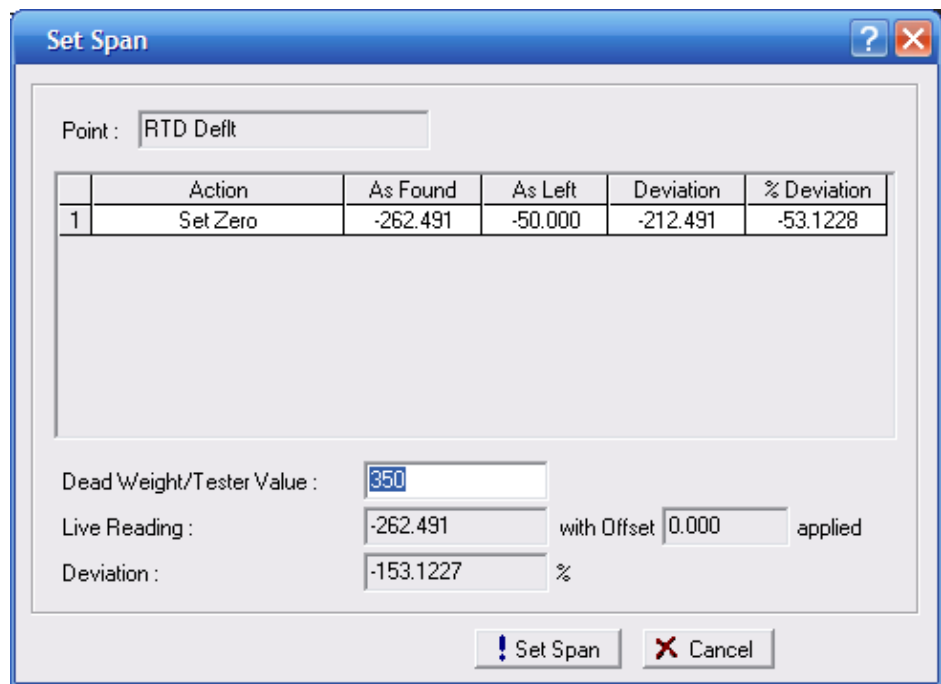 Set Span
Point : RTD Deflt
Action As Found As Left Deviation % Deviation
1 Set Zero -262.491 -50.000 -212.491 -53.1228
Dead Weight/Tester Value : 350
Live Reading : -262.491 with Offset 0.000 applied
Deviation : -153.1227 %
! Set Span X Cancel